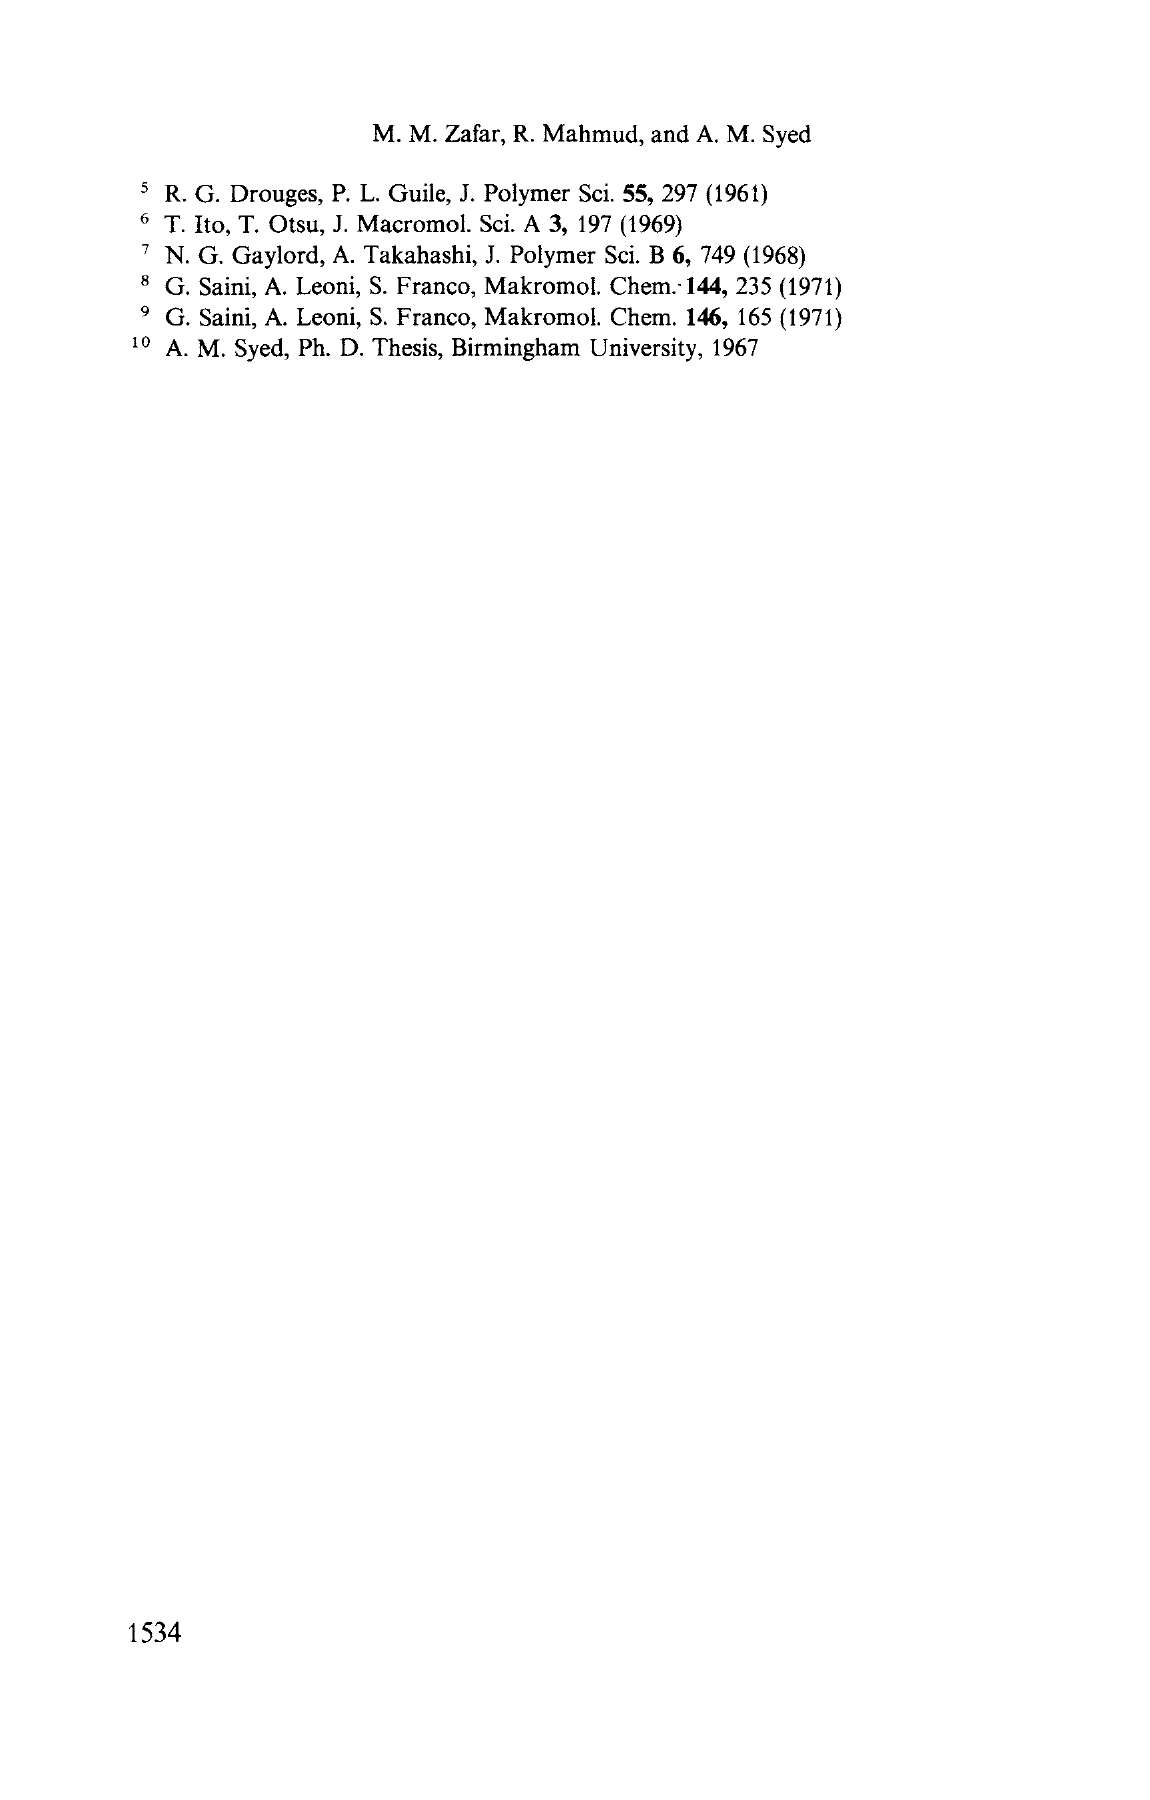 M. M. Zafar, R. Mahmud, and A. M. Syed
5 R. G. Drouges, P. L. Guile, J. Polymer Sci. 55, 297 (1961)
6 T. Ito, T. Otsu, J. Macromol. Sci. A 3, 197 (1969)
7 N. G. Gaylord, A. Takahashi, J. Polymer Sci. B 6, 749 (1968)
8 G. Saini, A. Leoni, S. Franco, Makromol. Chem. 144, 235 (1971)
9 G. Saini, A. Leoni, S. Franco, Makromol. Chem. 146, 165 (1971)
10 A. M. Syed, Ph. D. Thesis, Birmingham University, 1967
1534